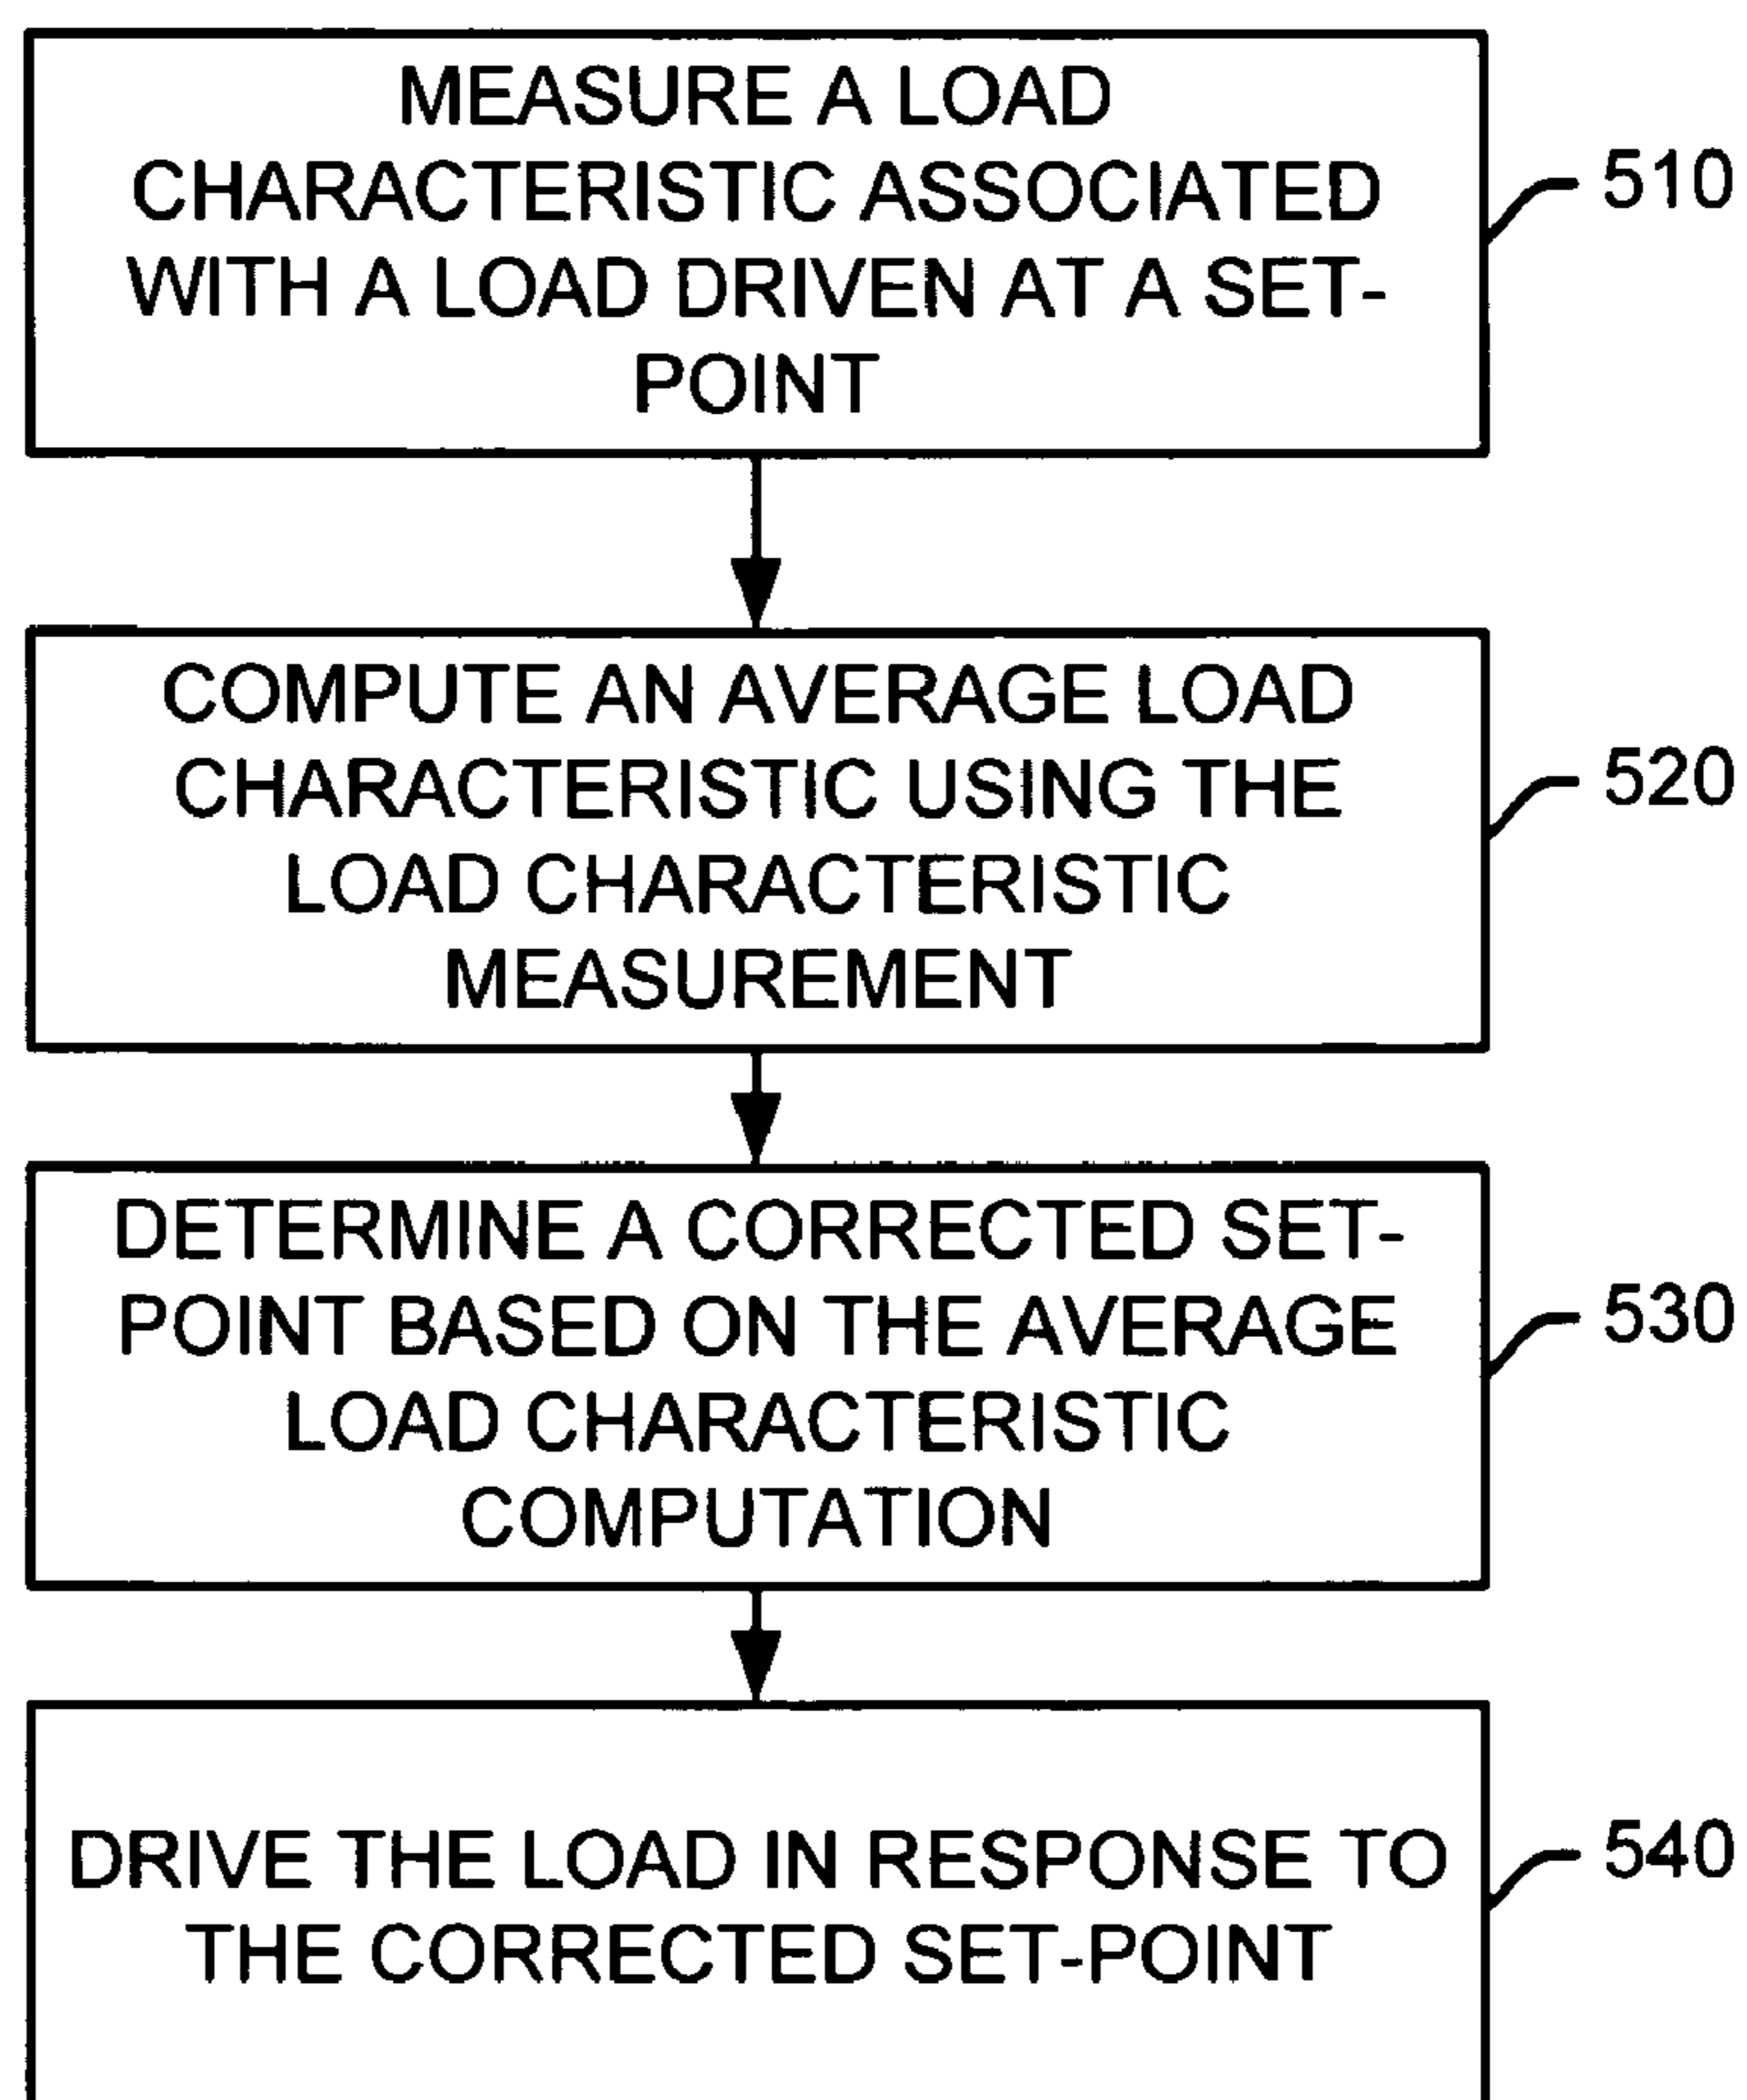 MEASURE A LOAD
CHARACTERISTIC ASSOCIATED
WITH A LOAD DRIVEN AT A SET-
POINT
510
COMPUTE AN AVERAGE LOAD
CHARACTERISTIC USING THE
LOAD CHARACTERISTIC
MEASUREMENT
520
DETERMINE A CORRECTED SET-
POINT BASED ON THE AVERAGE
LOAD CHARACTERISTIC
COMPUTATION
530
DRIVE THE LOAD IN RESPONSE TO
THE CORRECTED SET-POINT
540